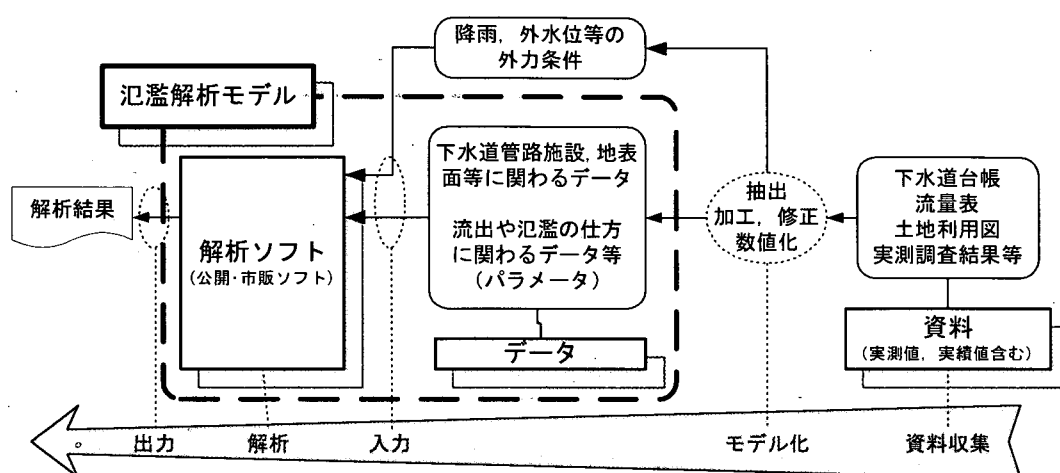 降雨，外水位等の
外力条件
氾濫解析モデル
下水道管路施設，地表
面等に関わるデータ
流出や氾濫の仕方
に関わるデータ等
(パラメータ)
抽出
加工，修正
数値化
下水道台帳
流量表
土地利用図
実測調査結果等
解析結果
解析ソフト
(公開・市販ソフト)
データ
資料
(実測値，実績値含む)
出力
解析
入力
モデル化
資料収集